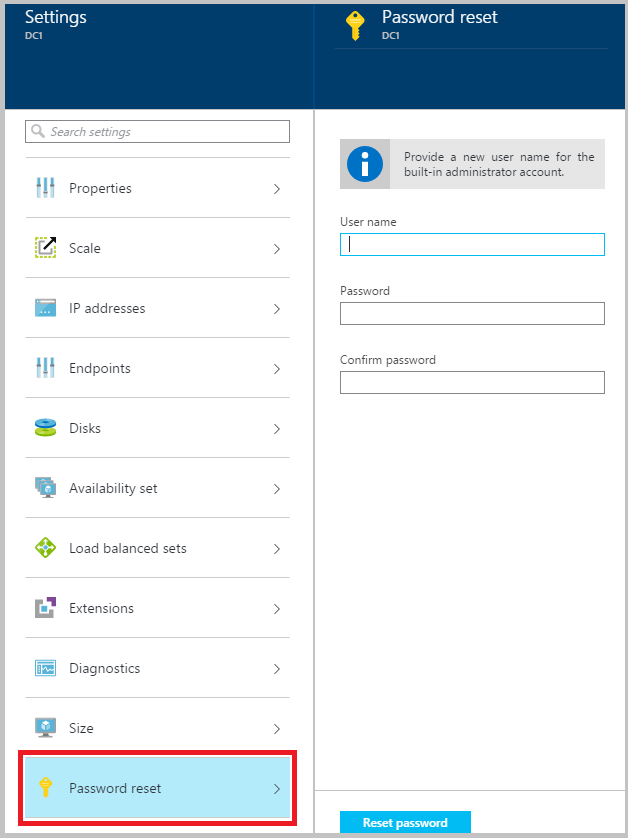 Settings
DC1
Search settings
Properties
Scale
IP addresses
Endpoints
Disks
Availability set
Load balanced sets
Extensions
Diagnostics
Size
Password reset
Password reset
DC1
Provide a new user name for the
built-in administrator account.
User name
Password
Confirm password
Reset password